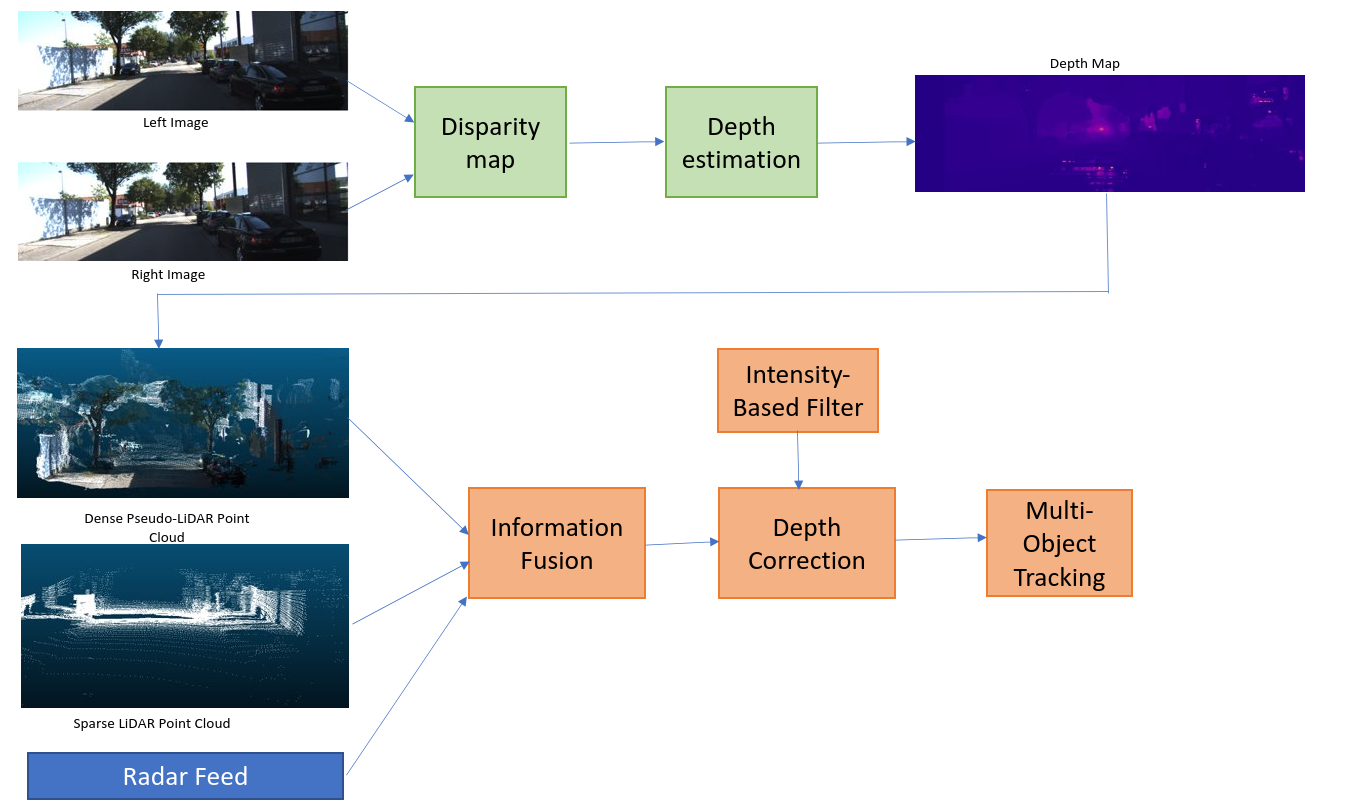 Left Image
Right Image
Disparity
map
Depth
estimation
Depth Map
Dense Pseudo-LiDAR Point
Cloud
Sparse LiDAR Point Cloud
Radar Feed
Information
Fusion
Intensity-
Based Filter
Depth
Correction
Multi-
Object
Tracking